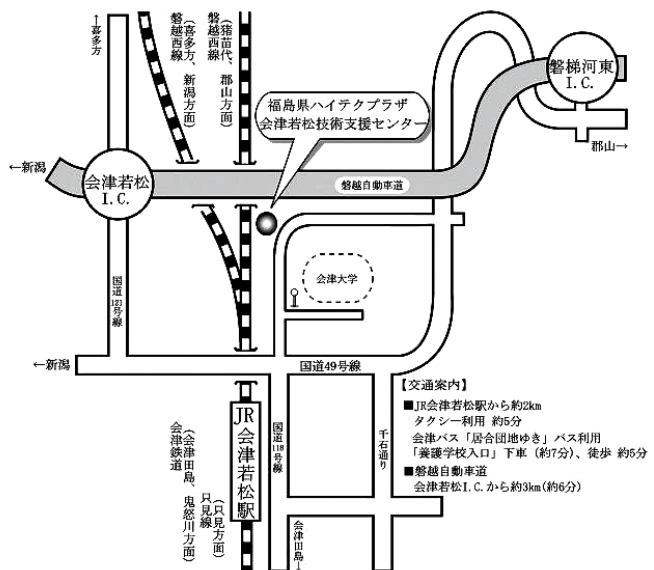 ←喜多方
磐越西線
(喜多方、新潟方面)
磐越西線
(猪苗代、郡山方面)
福島県ハイテクプラザ
会津若松技術支援センター
磐梯河東
I.C.
郡山→
←新潟
会津若松
I.C.
磐越自動車道
会津大学
国道121号線
←新潟
国道49号線
JR会津若松駅
国道118号線
千石通り
会津鉄道
(会津田島、鬼怒川方面)
只見線
(只見方面)
会津田島→
【交通案内】
■JR会津若松駅から約2km
タクシー利用 約5分
会津バス「居合団地ゆき」バス利用
「養護学校入口」下車(約7分)、徒歩 約5分
■磐越自動車道
会津若松I.C.から約3km(約6分)